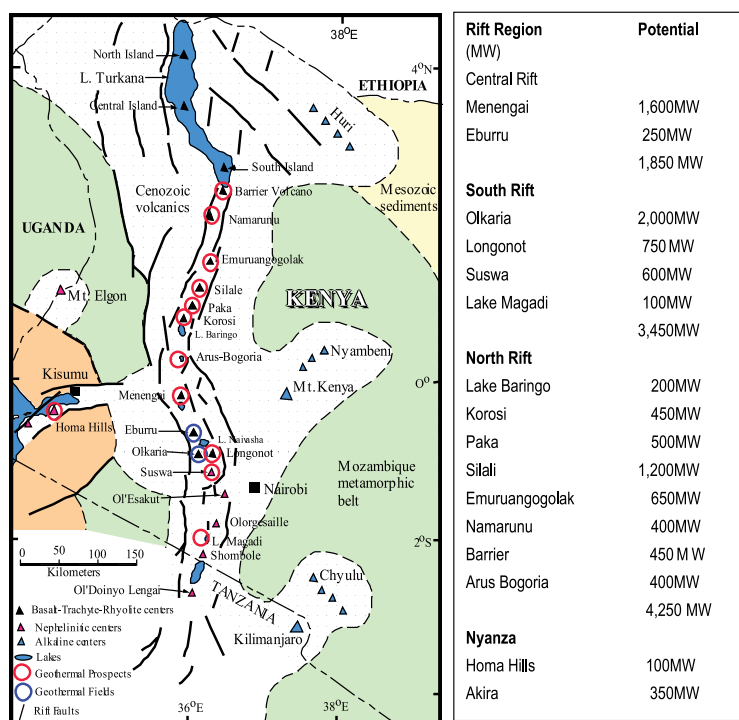 38°E
North Island
4°N
L. Turkana
ETHIOPIA
Central Island
Huri
South Island
Mesozoic
sediments
Cenozoic
volcanics
Barrier Volcano
UGANDA
Namarunu
Emuruangogolak
KENYA
Silale
Mt. Elgon
Paka
Korosi
L. Baringo
Nyambeni
Arus-Bogoria
Kisumu
0°
Mt.Kenya
Menengai
Homa Hills
Eburru
L. Naivasha
Olkaria
Longonot
Mozambique
metamorphic
belt
Suswa
Nairobi
Ol'Esakut
Olorgesaille
L. Magadi
2°S
0 50 100 150
Kilometers
Shombole
Chyulu
Ol'Doinyo Lengai
TANZANIA
Kilimanjaro
Basalt-Trachyte-Rhyolite centers
Nephelinitic centers
Alkaline centers
Lakes
Geothermal Prospects
Geothermal Fields
Rift Faults
36°E
38°E
Rift Region Potential
(MW)
Central Rift
Menengai 1,600MW
Eburru 250MW
1,850 MW
South Rift
Olkaria 2,000MW
Longonot 750MW
Suswa 600MW
Lake Magadi 100MW
3,450MW
North Rift
Lake Baringo 200MW
Korosi 450MW
Paka 500MW
Silali 1,200MW
Emuruangogolak 650MW
Namarunu 400MW
Barrier 450 M W
Arus Bogoria 400MW
4,250 MW
Nyanza
Homa Hills 100MW
Akira 350MW